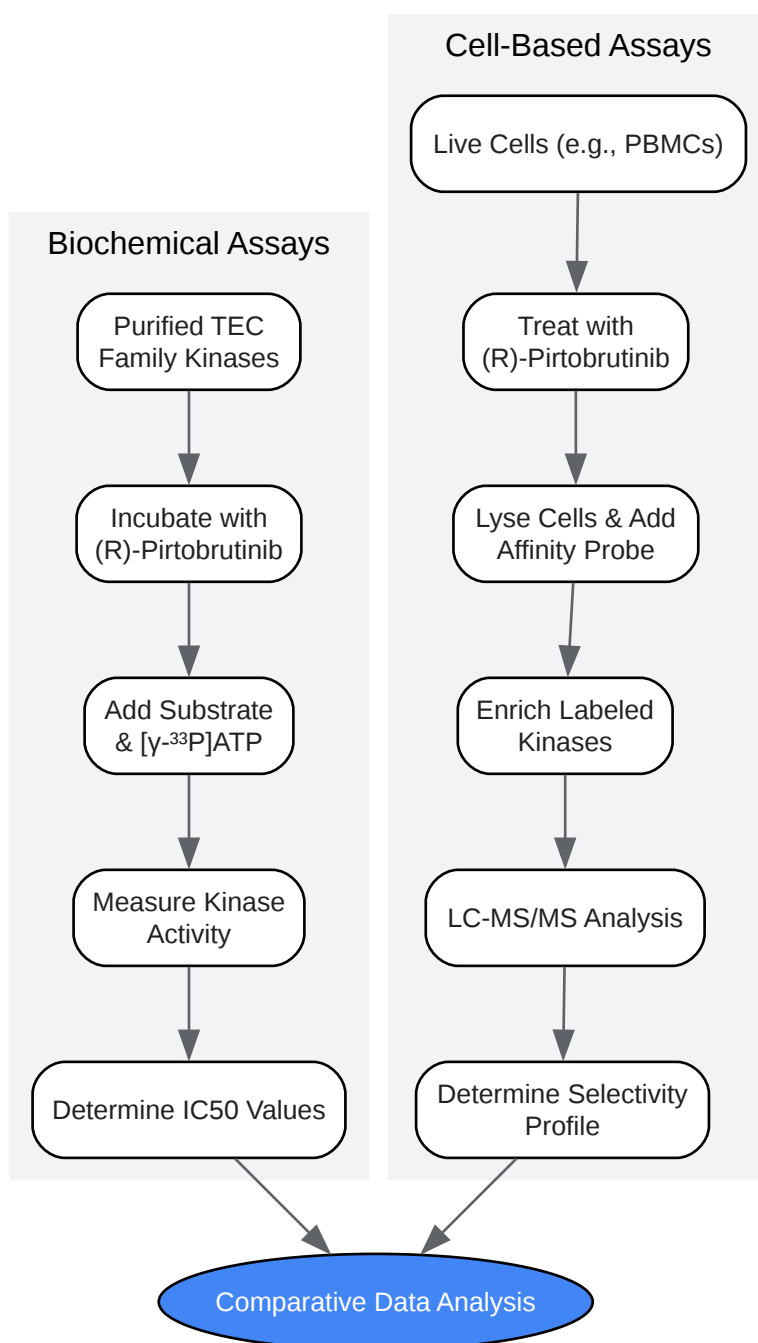 Cell-Based Assays
Live Cells (e.g., PBMCs)
Treat with
(R)-Pirtobrutinib
Lyse Cells & Add
Affinity Probe
Enrich Labeled
Kinases
LC-MS/MS Analysis
Determine Selectivity
Profile
Biochemical Assays
Purified TEC
Family Kinases
Incubate with
(R)-Pirtobrutinib
Add Substrate
& [γ-³³P]ATP
Measure Kinase
Activity
Determine IC50 Values
Comparative Data Analysis